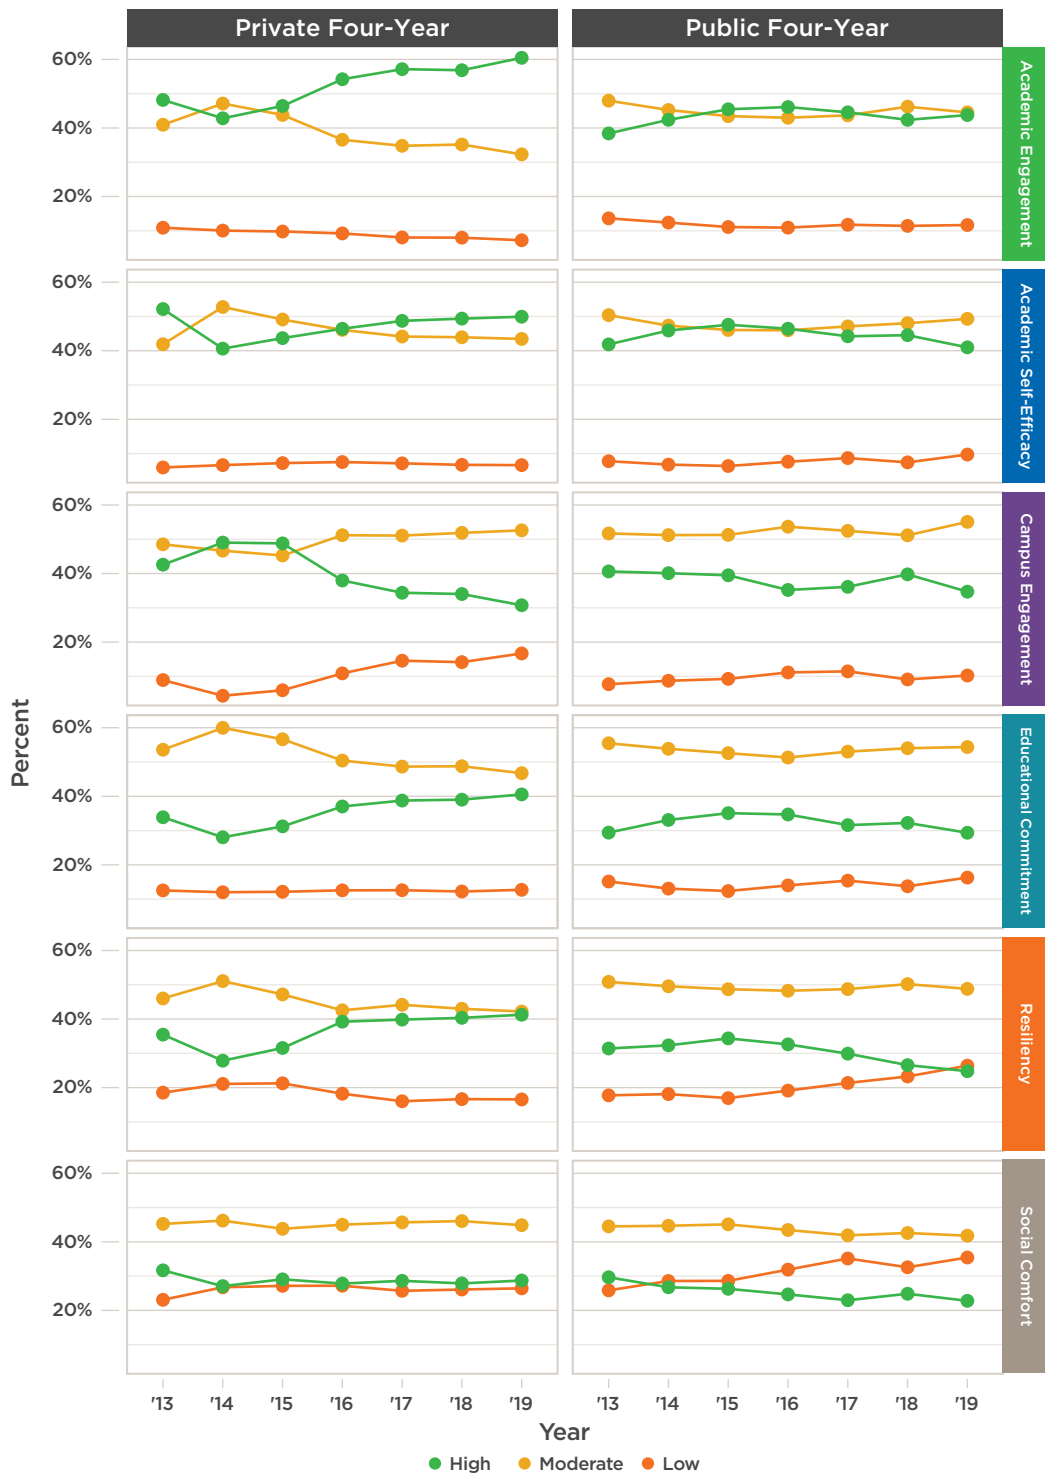 Private Four-Year
Public Four-Year
60%
40%
20%
Academic Engagement
60%
40%
20%
Academic Self-Efficacy
60%
40%
20%
Campus Engagement
Percent
60%
40%
20%
Educational Commitment
60%
40%
20%
Resiliency
60%
40%
20%
Social Comfort
'13 '14 '15 '16 '17 '18 '19 '13 '14 '15 '16 '17 '18 '19
Year
High Moderate Low